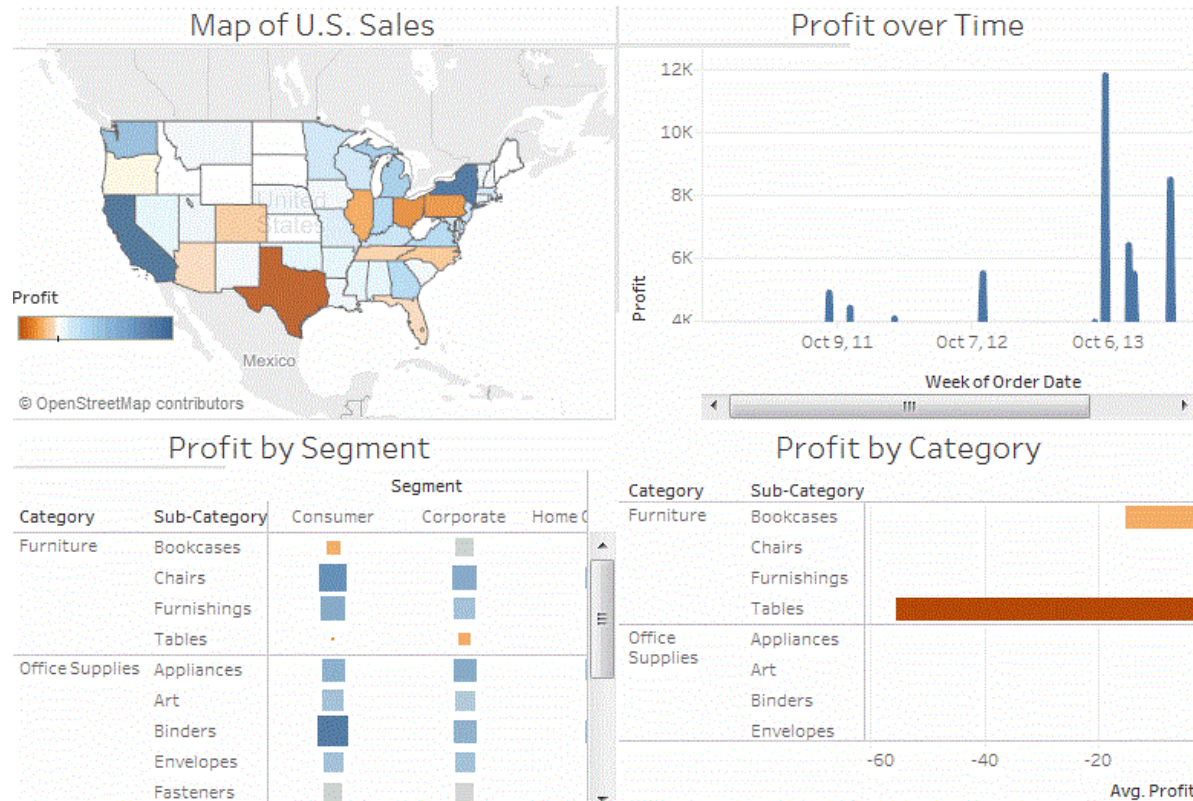 Map of U.S. Sales
United
States
Mexico
Profit
© OpenStreetMap contributors
Profit over Time
12K
10K
8K
6K
4K
Profit
Oct 9, 11
Oct 7, 12
Oct 6, 13
Week of Order Date
Profit by Segment
Segment
Category Sub-Category Consumer Corporate Home
Furniture Bookcases
Chairs
Furnishings
Tables
Office Supplies Appliances
Art
Binders
Envelopes
Fasteners
Profit by Category
Category Sub-Category
Furniture Bookcases
Chairs
Furnishings
Tables
Office Appliances
Supplies
Art
Binders
Envelopes
-60 -40 -20
Avg. Profit